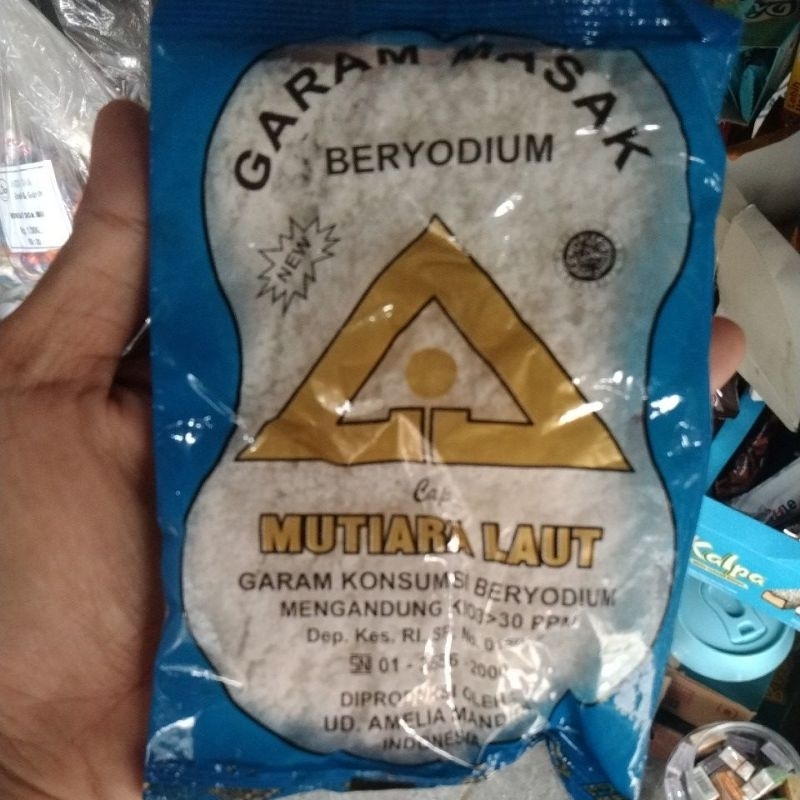 GARAM MASAK
BERYODIUM
NEW
Cap
MUTIARA LAUT
GARAM KONSUMSI BERYODIUM
MENGANDUNG KIO3>30 PPM
Dep. Kes. RI. SP. No.
SNI 01 -
DIPRODUKSI OLEH
UD. AMELIA
INDONESIA
Kalpa